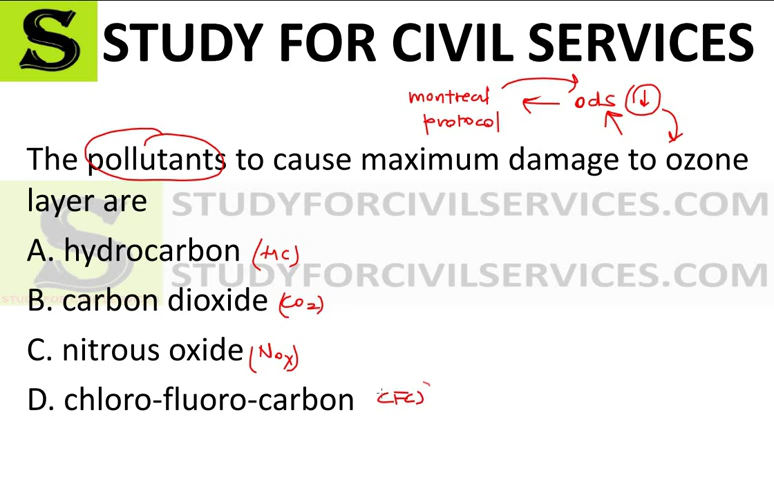 S STUDY FOR CIVIL SERVICES
montreal ods
protocol
The pollutants to cause maximum damage to ozone
layer are
STUDYFORCIVILSERVICES.COM
A. hydrocarbon (HC)
STUDYFORCIVILSERVICES.COM
B. carbon dioxide (CO2)
C. nitrous oxide (NOx)
D. chloro-fluoro-carbon (CFC)